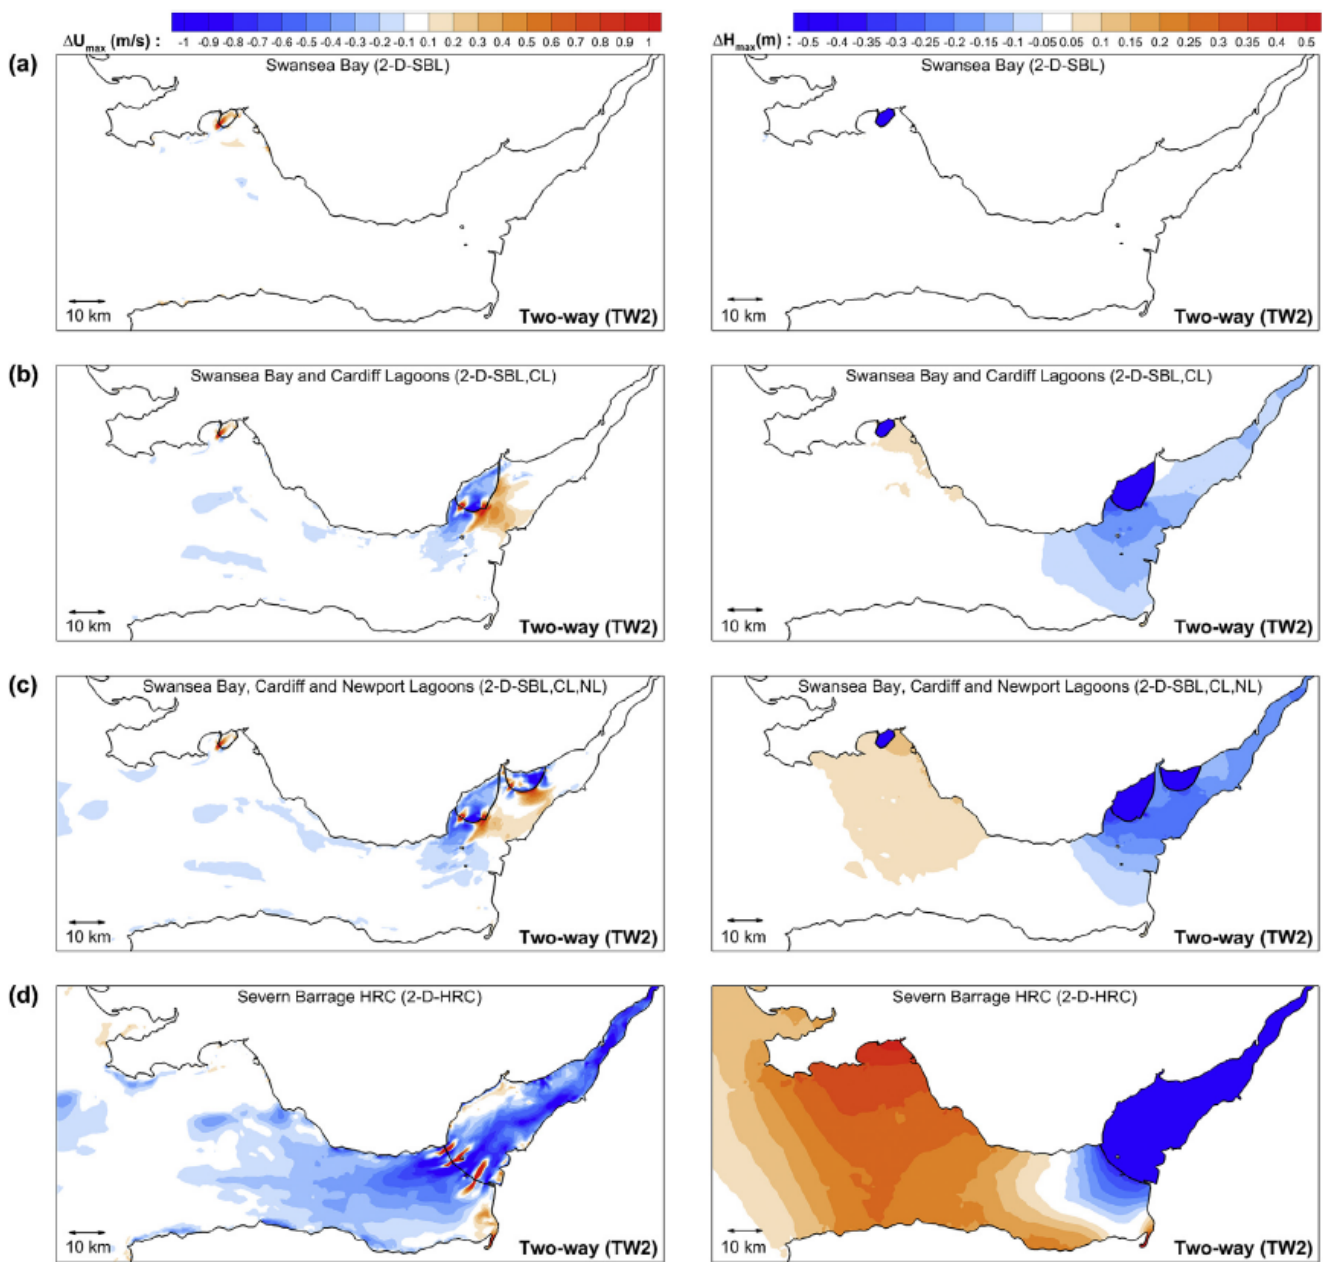 ΔUmax (m/s) : -1 -0.9 -0.8 -0.7 -0.6 -0.5 -0.4 -0.3 -0.2 -0.1 0.1 0.2 0.3 0.4 0.5 0.6 0.7 0.8 0.9 1
ΔHmax(m) : -0.5 -0.4 -0.35 -0.3 -0.25 -0.2 -0.15 -0.1 -0.05 0.05 0.1 0.15 0.2 0.25 0.3 0.35 0.4 0.5
(a)
Swansea Bay (2-D-SBL)
10 km
Two-way (TW2)
Swansea Bay (2-D-SBL)
10 km
Two-way (TW2)
(b)
Swansea Bay and Cardiff Lagoons (2-D-SBL,CL)
10 km
Two-way (TW2)
Swansea Bay and Cardiff Lagoons (2-D-SBL,CL)
10 km
Two-way (TW2)
(c)
Swansea Bay, Cardiff and Newport Lagoons (2-D-SBL,CL,NL)
10 km
Two-way (TW2)
Swansea Bay, Cardiff and Newport Lagoons (2-D-SBL,CL,NL)
10 km
Two-way (TW2)
(d)
Severn Barrage HRC (2-D-HRC)
10 km
Two-way (TW2)
Severn Barrage HRC (2-D-HRC)
10 km
Two-way (TW2)